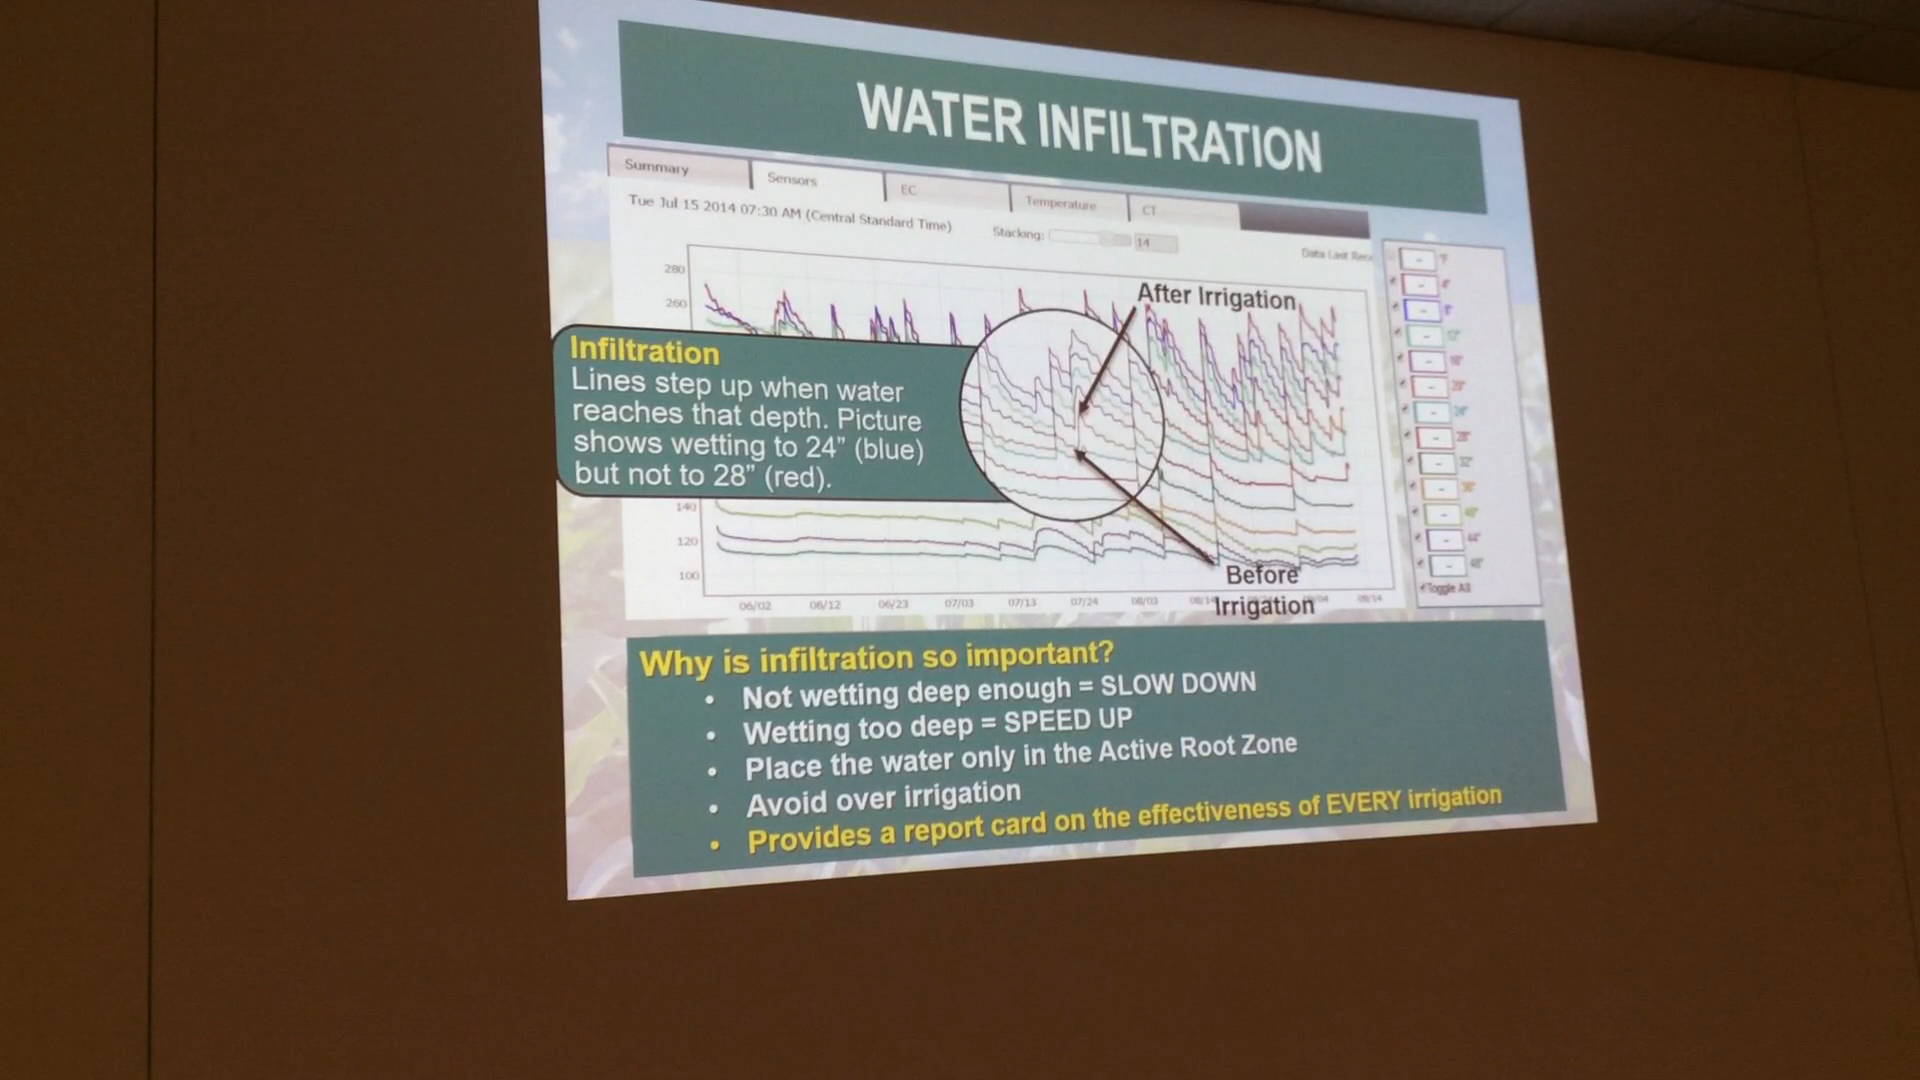 WATER INFILTRATION
Summary
Sensors
EC
Temperature
CT
Tue Jul 15 2014 07:30 AM (Central Standard Time)
Stacking:
14
Data Last
280
260
After Irrigation
Infiltration
Lines step up when water
reaches that depth. Picture
shows wetting to 24” (blue)
but not to 28” (red).
140
120
100
Before
Irrigation
06/02
06/12
06/23
07/03
07/13
07/24
08/03
09/14
Toggle All
Why is infiltration so important?
• Not wetting deep enough = SLOW DOWN
• Wetting too deep = SPEED UP
• Place the water only in the Active Root Zone
• Avoid over irrigation
• Provides a report card on the effectiveness of EVERY irrigation